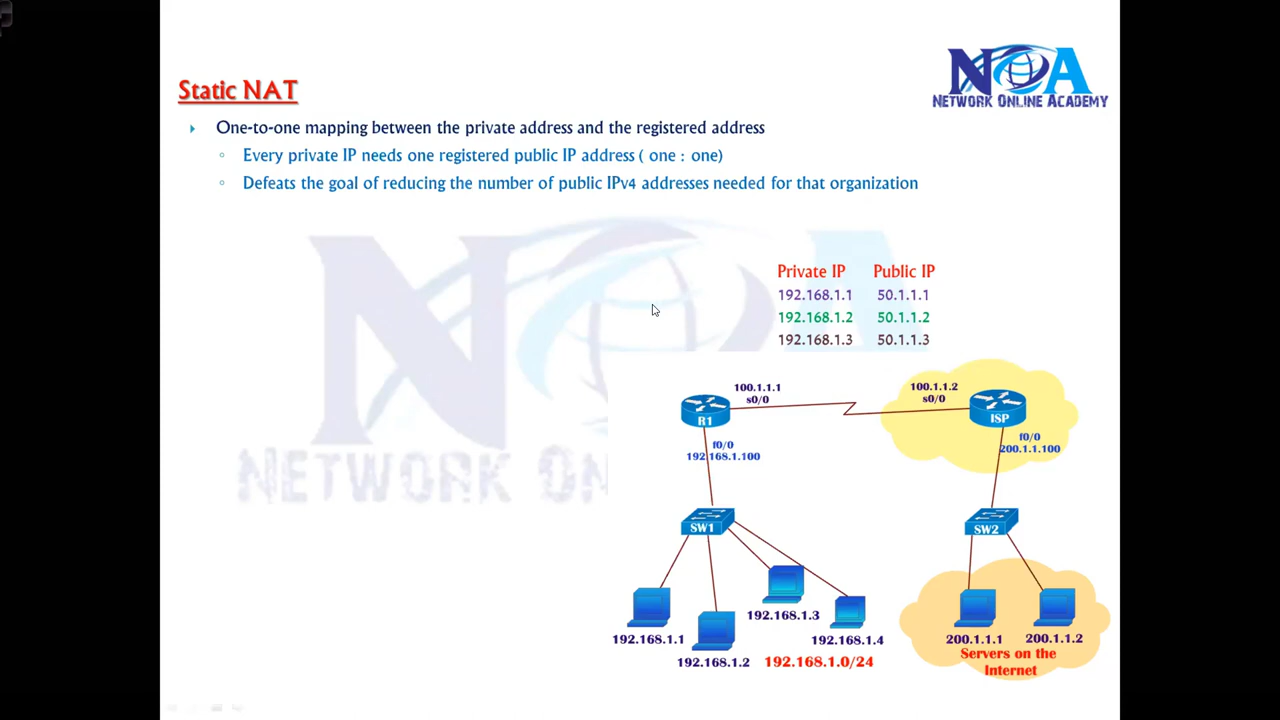 NOA
NETWORK ONLINE ACADEMY
Static NAT
One-to-one mapping between the private address and the registered address
Every private IP needs one registered public IP address ( one : one)
Defeats the goal of reducing the number of public IPv4 addresses needed for that organization
Private IP Public IP
192.168.1.1 50.1.1.1
192.168.1.2 50.1.1.2
192.168.1.3 50.1.1.3
NETWORK ON
100.1.1.1
s0/0
100.1.1.2
s0/0
R1
ISP
f0/0
192.168.1.100
f0/0
200.1.1.100
SW1
SW2
192.168.1.3
192.168.1.1
192.168.1.4
192.168.1.2
192.168.1.0/24
200.1.1.1
200.1.1.2
Servers on the
Internet